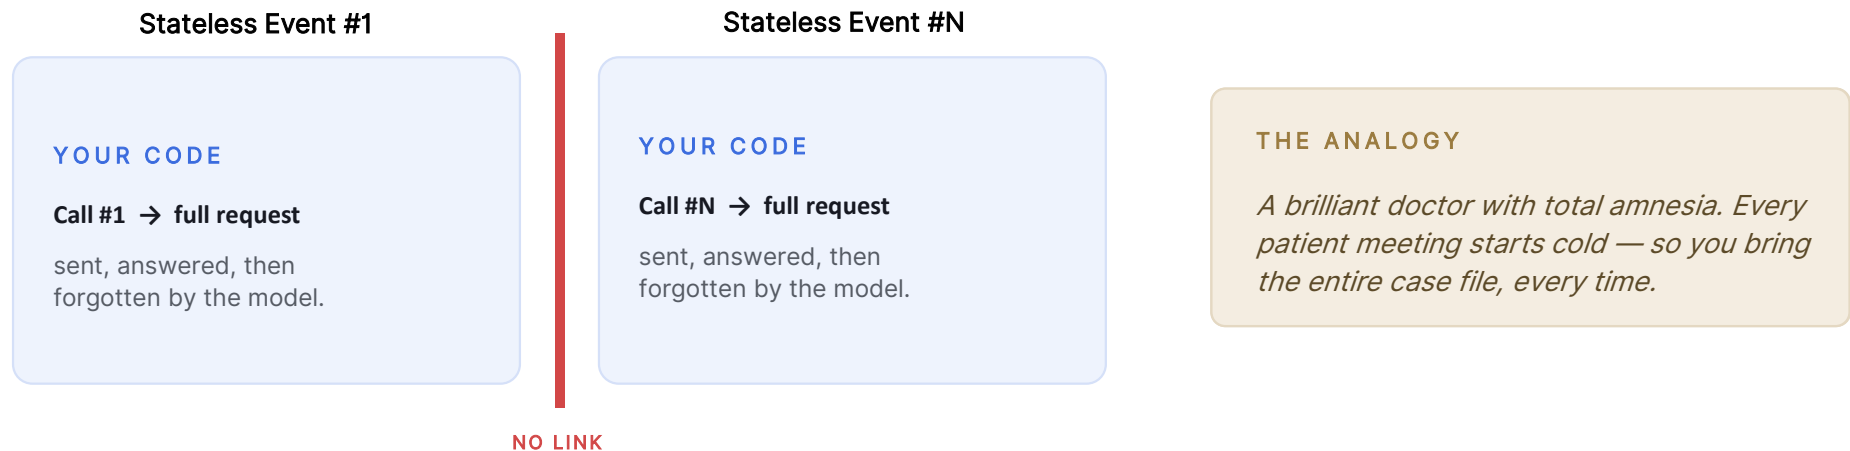 Stateless Event #1
YOUR CODE
Call #1 → full request
sent, answered, then
forgotten by the model.
NO LINK
Stateless Event #N
YOUR CODE
Call #N → full request
sent, answered, then
forgotten by the model.
THE ANALOGY
A brilliant doctor with total amnesia. Every
patient meeting starts cold — so you bring
the entire case file, every time.